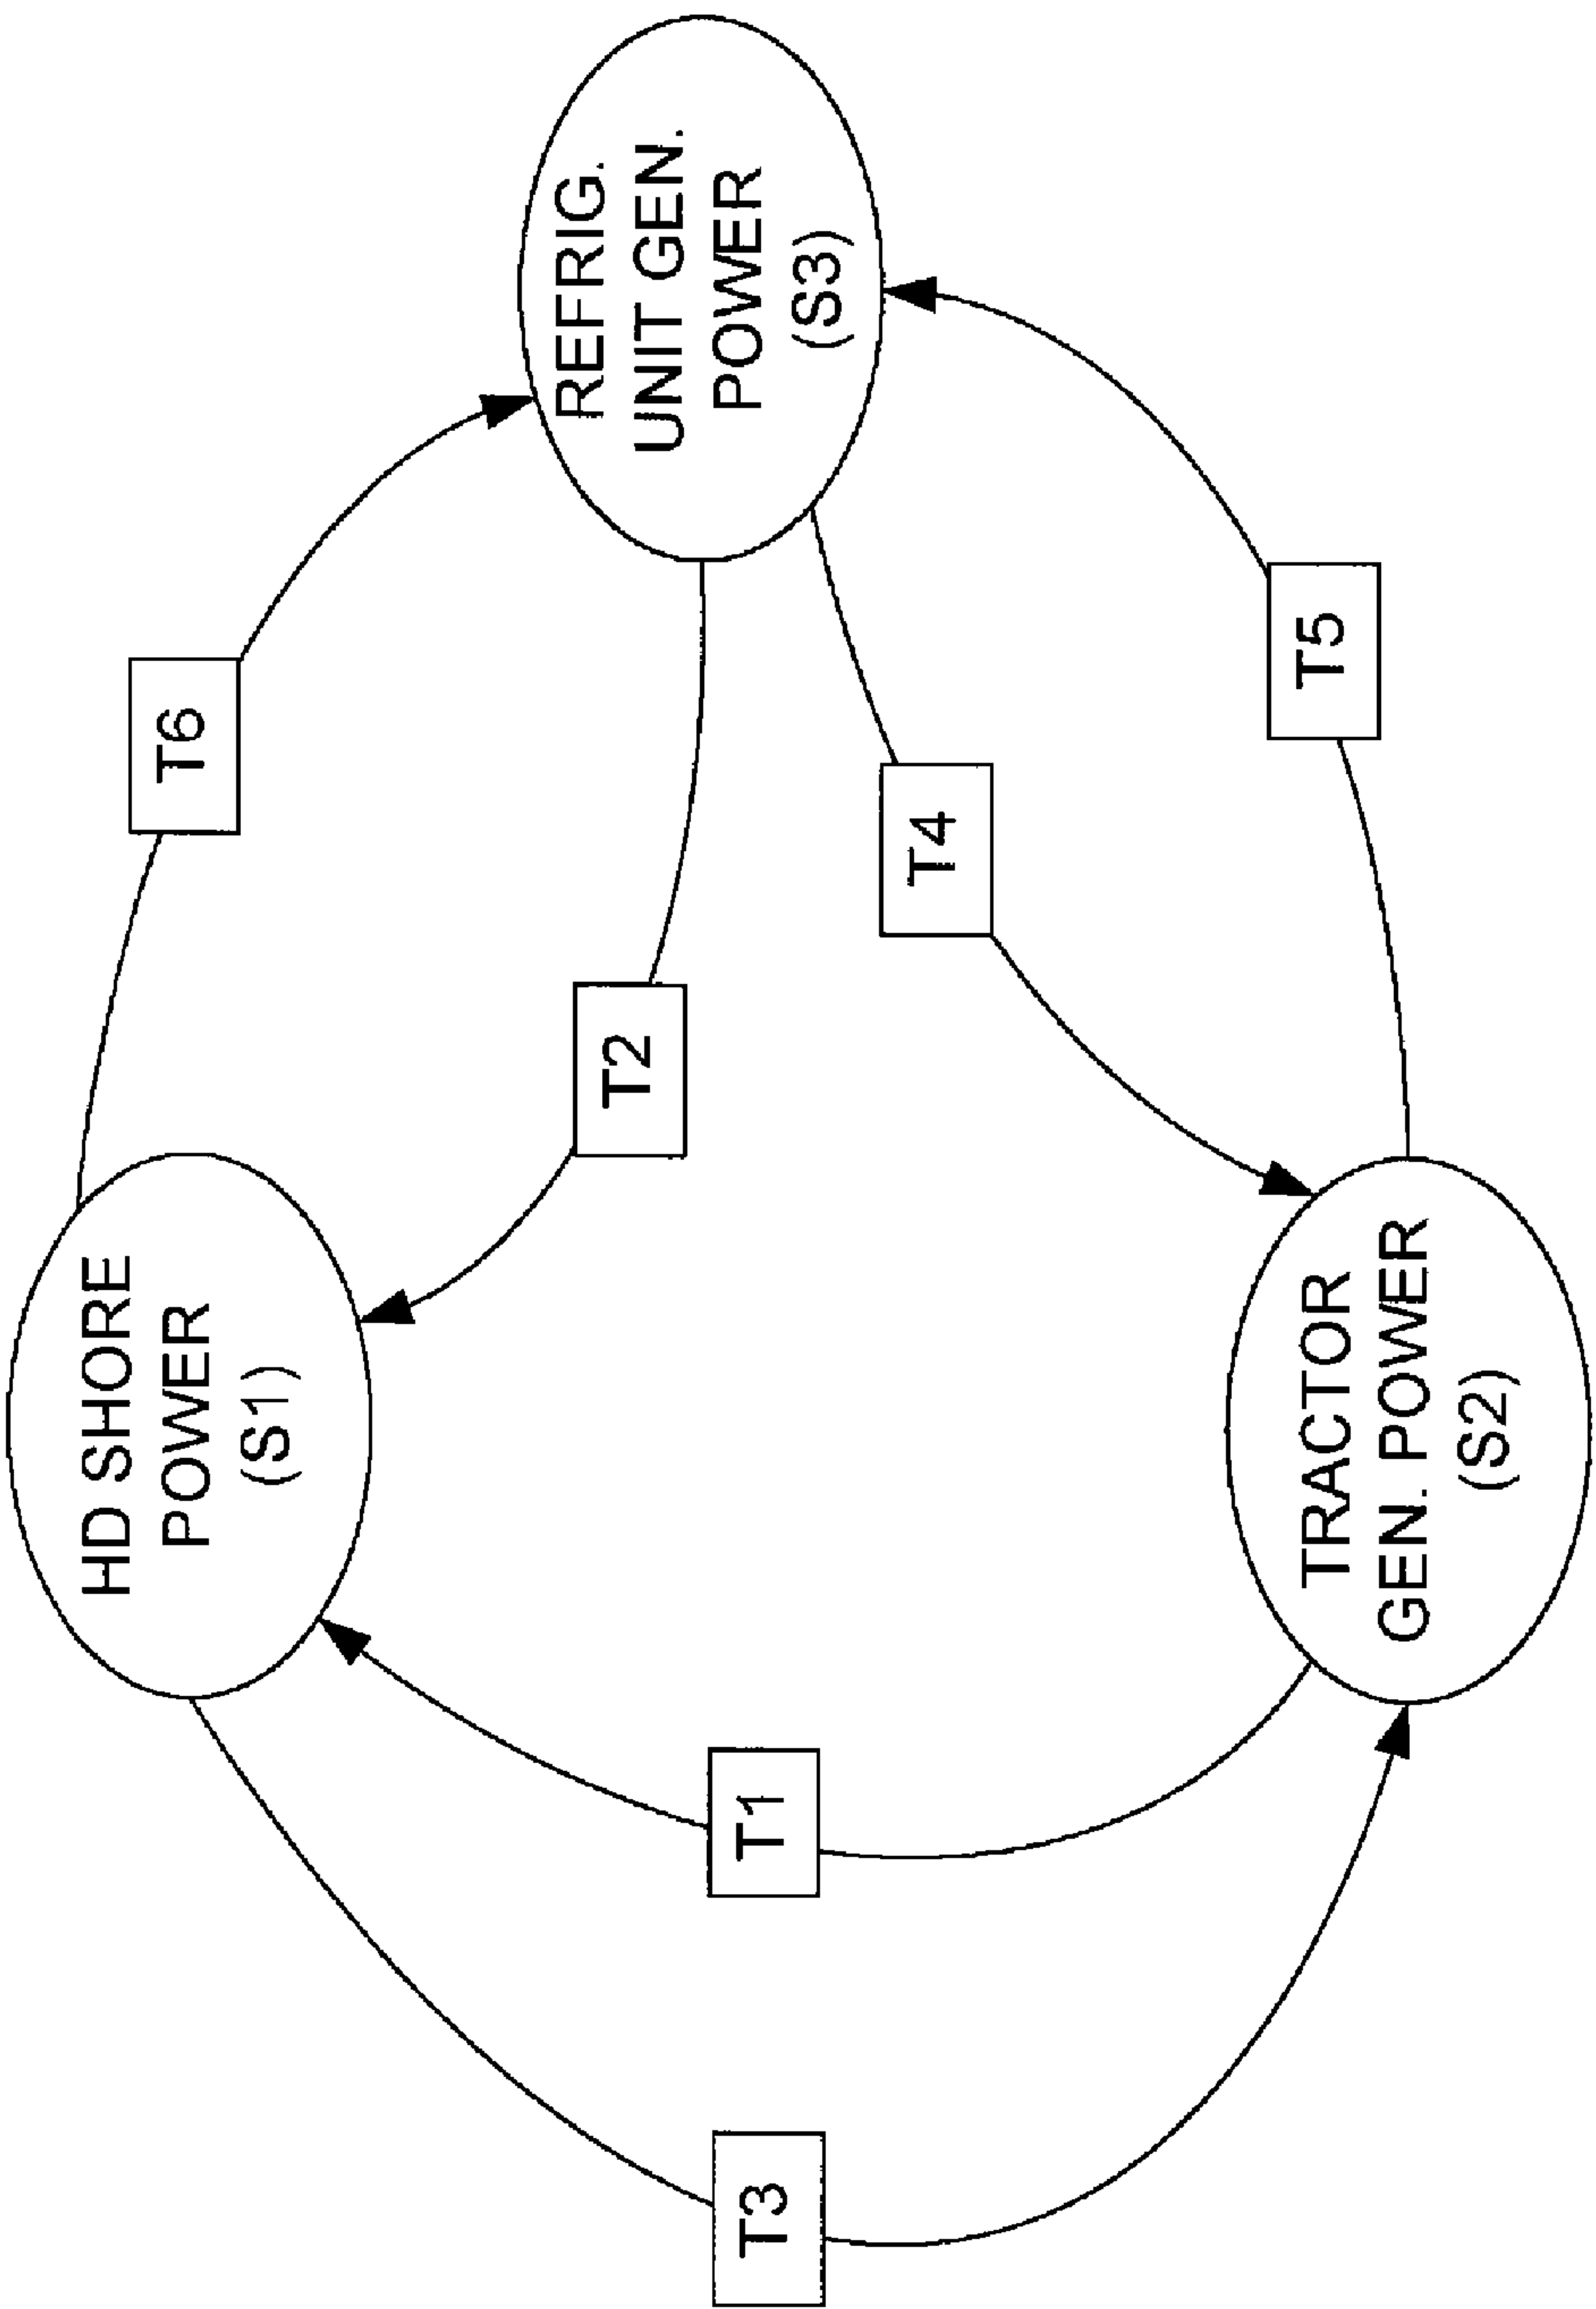 HD SHORE
POWER
(S1)
T6
REFRIG.
UNIT GEN.
POWER
(S3)
T2
T3
T1
T4
TRACTOR
GEN. POWER
(S2)
T5